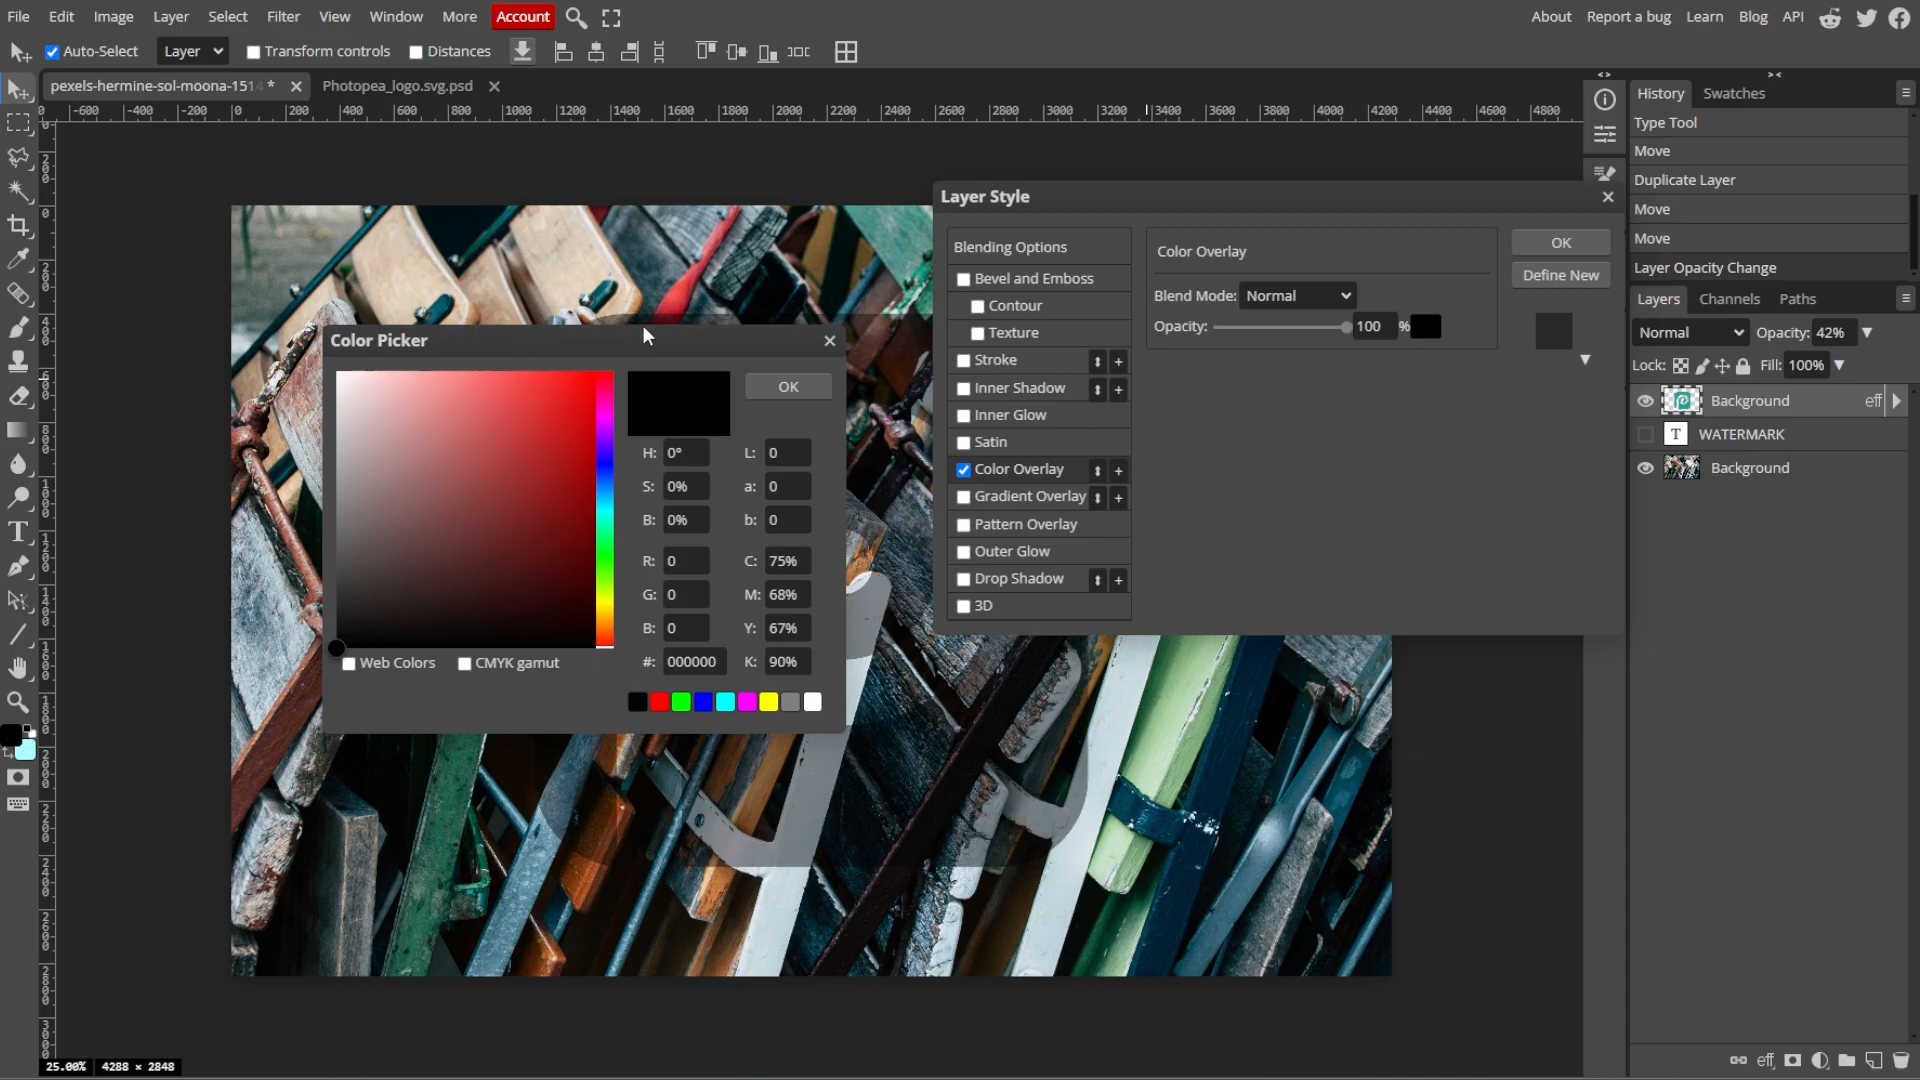 File Edit Image Layer Select Filter View Window More Account About Report a bug Learn Blog API
Auto-Select Layer Transform controls Distances
pexels-hermine-sol-moona-1514 * Photopea_logo.svg.psd
-600 -400 -200 0 200 400 600 800 1000 1200 1400 1600 1800 2000 2200 2400 2600 2800 3000 3200 3400 3600 3800 4000 4200 4400 4600 4800
Layer Style
Blending Options
Bevel and Emboss
Contour
Texture
Stroke
Inner Shadow
Inner Glow
Satin
Color Overlay
Gradient Overlay
Pattern Overlay
Outer Glow
Drop Shadow
3D
Color Overlay
Blend Mode: Normal
Opacity: 100 %
OK
Define New
Color Picker
OK
H: 0° L: 0
S: 0% a: 0
B: 0% b: 0
R: 0 C: 75%
G: 0 M: 68%
B: 0 Y: 67%
#: 000000 K: 90%
Web Colors CMYK gamut
History Swatches
Type Tool
Move
Duplicate Layer
Move
Move
Layer Opacity Change
Layers Channels Paths
Normal Opacity: 42%
Lock: Fill: 100%
Background eff
T WATERMARK
Background
25.00% 4288 × 2848
eff